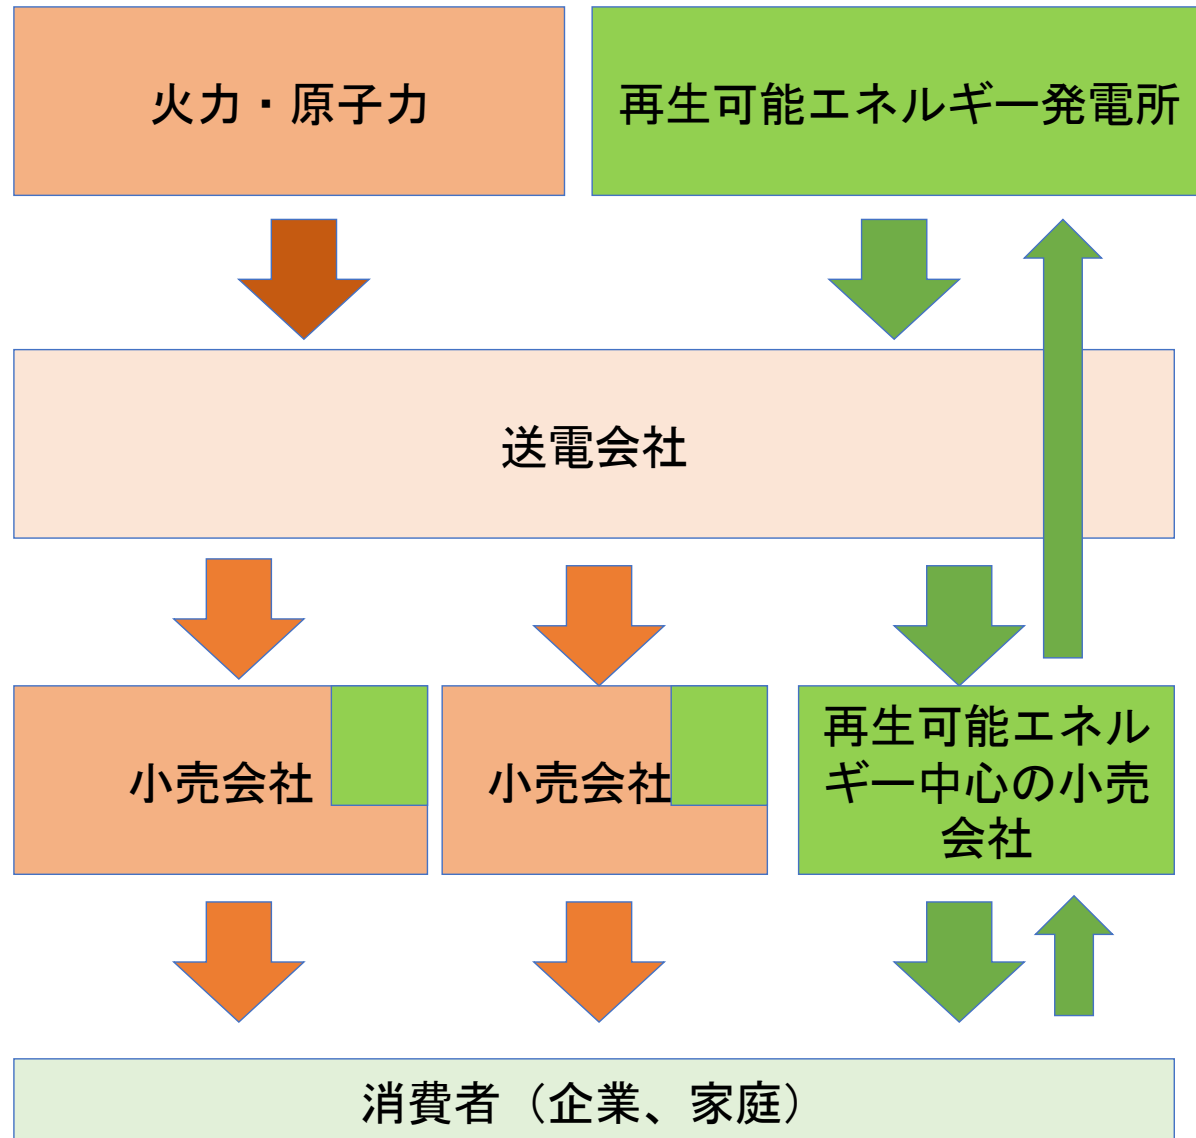 火力・原子力
再生可能エネルギー発電所
送電会社
小売会社
小売会社
再生可能エネル
ギー中心の小売
会社
消費者（企業、家庭）